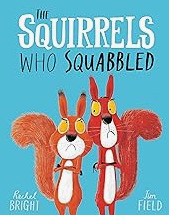 THE
SQUIRRELS
WHO SQUABBLED
Rachel
BRIGHT
Jim
FIELD